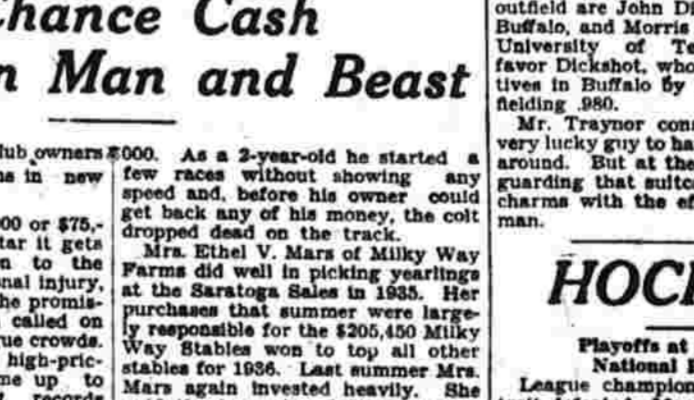 Chance Cash
n Man and Beast
lub owners
ns in new
00 or $75,-
tar it gets
n to the
nal injury,
he promis-
called on
ue crowds.
high-pric-
me up to
records
000. As a 2-year-old he started a
few races without showing any
speed and, before his owner could
get back any of his money, the colt
dropped dead on the track.
Mrs. Ethel V. Mars of Milky Way
Farms did well in picking yearlings
at the Saratoga Sales in 1935. Her
purchases that summer were large-
ly responsible for the $205,450 Milky
Way Stables won to top all other
stables for 1936. Last summer Mrs.
Mars again invested heavily. She
outfield are John Di
Buffalo, and Morris
University of Te
favor Dickshot, who
tives in Buffalo by
fielding .980.
Mr. Traynor cons
very lucky guy to ha
around. But at the
guarding that suite
charms with the ef
man.
HOC
Playoffs at
National
League champion